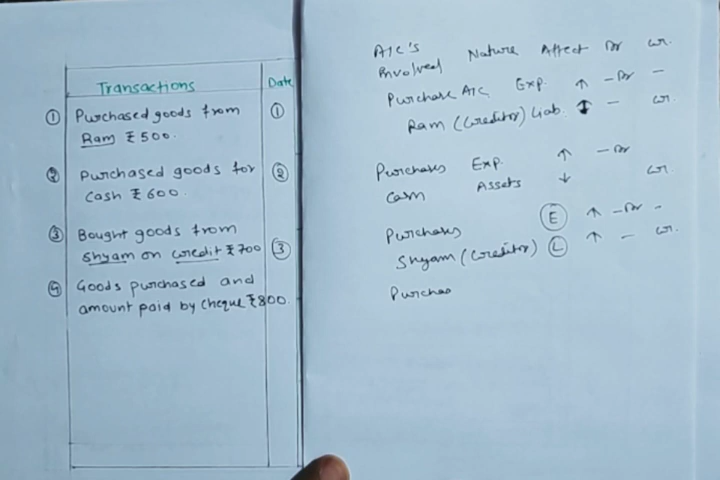 Transactions Date
① Purchased goods from ①
Ram ₹500.
② Purchased goods for ②
Cash ₹600.
③ Bought goods from
Shyam on credit ₹700 ③
④ Goods purchased and
amount paid by Cheque ₹800.
A/C's
Involved Nature Affect Dr Cr.
Purchase A/C Exp. ↑ - Dr -
Ram (Creditor) Liab. ↑ - Cr.
Purchases Exp. ↑ - Dr
Cash Assets ↓ Cr
Purchases Ⓔ ↑ - Dr -
Shyam (Creditor) Ⓛ ↑ - Cr.
Purchas